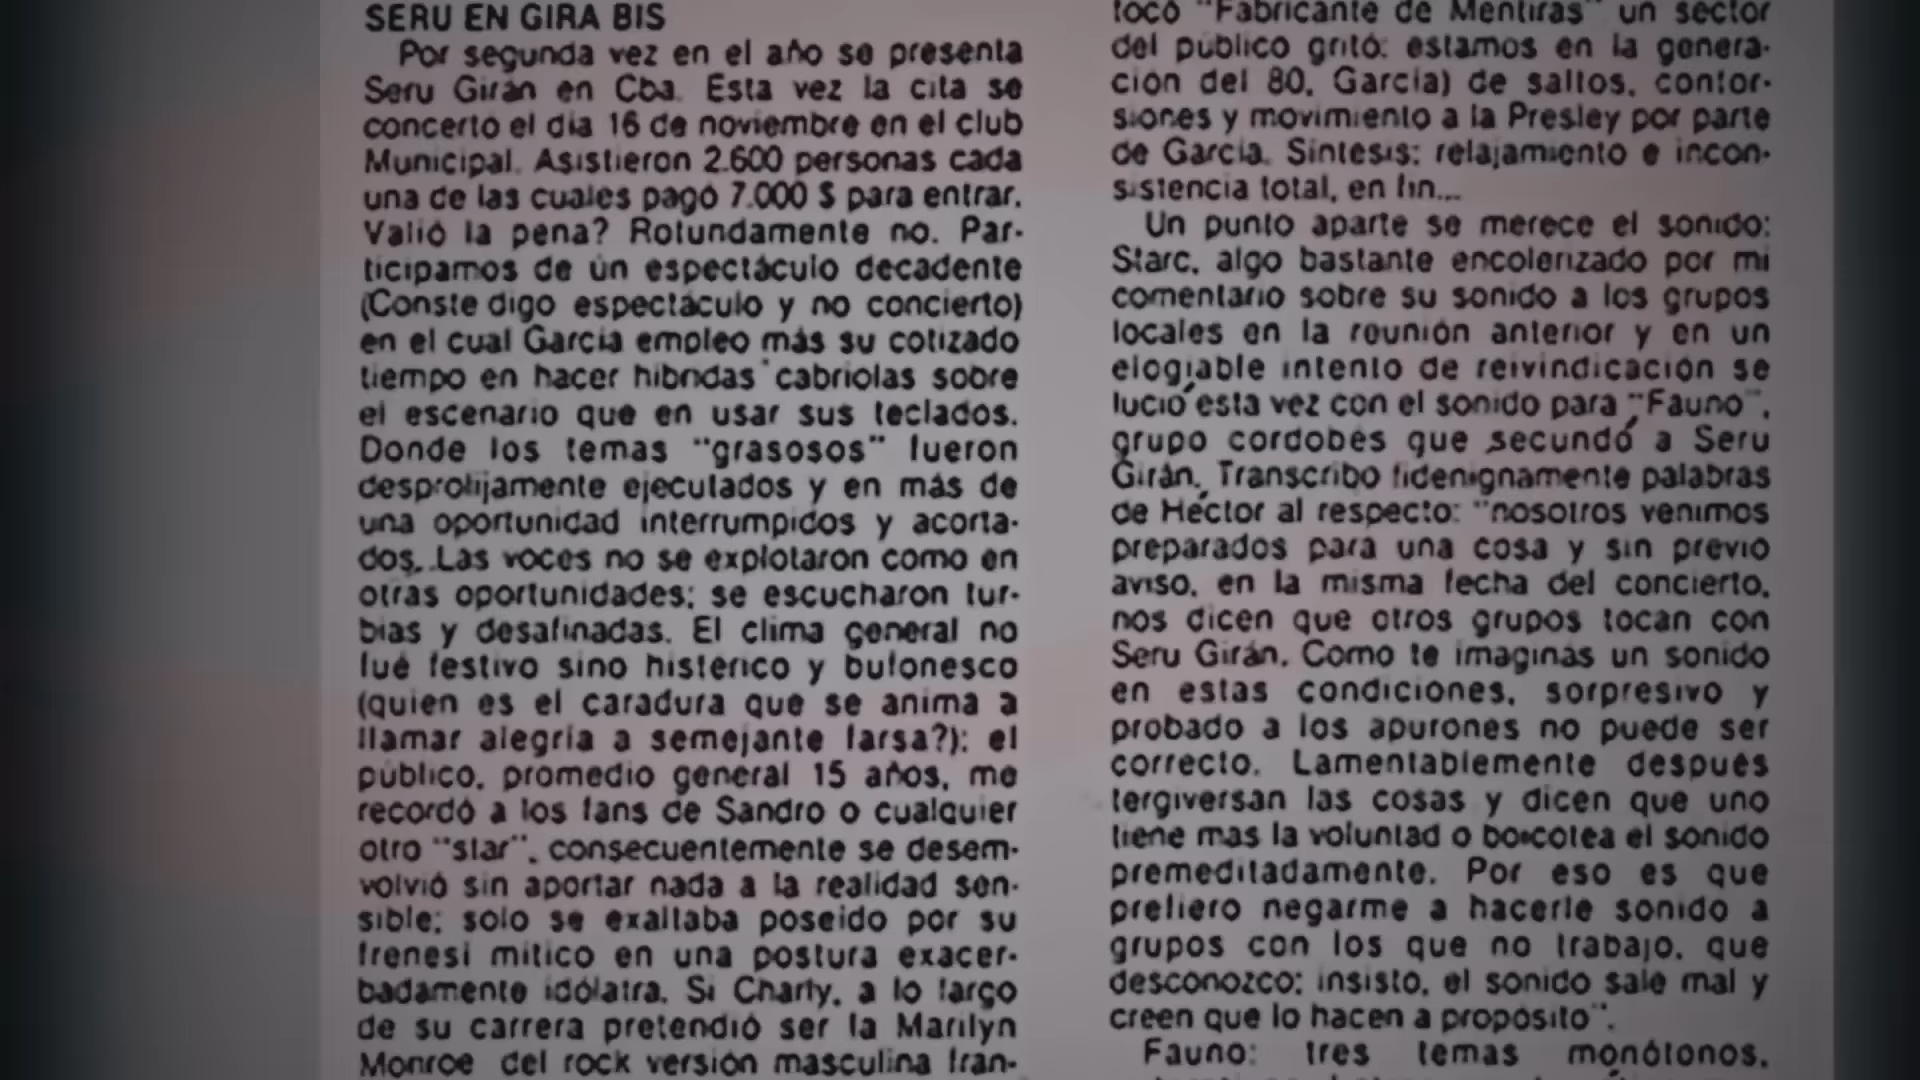 SERU EN GIRA BIS
Por segunda vez en el año se presenta
Seru Girán en Cba. Esta vez la cita se
concertó el día 16 de noviembre en el club
Municipal. Asistieron 2.600 personas cada
una de las cuales pagó 7.000 $ para entrar.
Valió la pena? Rotundamente no. Par-
ticipamos de un espectáculo decadente
(Conste digo espectáculo y no concierto)
en el cual García empleo más su cotizado
tiempo en hacer híbridas cabriolas sobre
el escenario que en usar sus teclados.
Donde los temas "grasosos" fueron
desprolijamente ejecutados y en más de
una oportunidad interrumpidos y acorta-
dos. Las voces no se explotaron como en
otras oportunidades; se escucharon tur-
bias y desafinadas. El clima general no
fué festivo sino histérico y bufonesco
(quien es el caradura que se anima a
llamar alegría a semejante farsa?); el
público, promedio general 15 años, me
recordó a los fans de Sandro o cualquier
otro "star", consecuentemente se desem-
volvió sin aportar nada a la realidad sen-
sible; solo se exaltaba poseído por su
frenesí mítico en una postura exacer-
badamente idólatra. Si Charly, a lo largo
de su carrera pretendió ser la Marilyn
Monroe del rock versión masculina fran-
tocó "Fabricante de Mentiras" un sector
del público gritó: estamos en la genera-
ción del 80, García) de saltos, contor-
siones y movimiento a la Presley por parte
de García. Síntesis: relajamiento e incon-
sistencia total, en fin...
Un punto aparte se merece el sonido:
Starc, algo bastante encolerizado por mi
comentario sobre su sonido a los grupos
locales en la reunión anterior y en un
elogiable intento de reivindicación se
lució esta vez con el sonido para "Fauno",
grupo cordobés que secundó a Seru
Girán. Transcribo fidenignamente palabras
de Héctor al respecto: "nosotros venimos
preparados para una cosa y sin previo
aviso, en la misma fecha del concierto,
nos dicen que otros grupos tocan con
Seru Girán. Como te imaginás un sonido
en estas condiciones, sorpresivo y
probado a los apurones no puede ser
correcto. Lamentablemente después
tergiversan las cosas y dicen que uno
tiene mas la voluntad o boicotea el sonido
premeditadamente. Por eso es que
prefiero negarme a hacerle sonido a
grupos con los que no trabajo, que
desconozco; insisto, el sonido sale mal y
creen que lo hacen a propósito".
Fauno: tres temas monótonos,